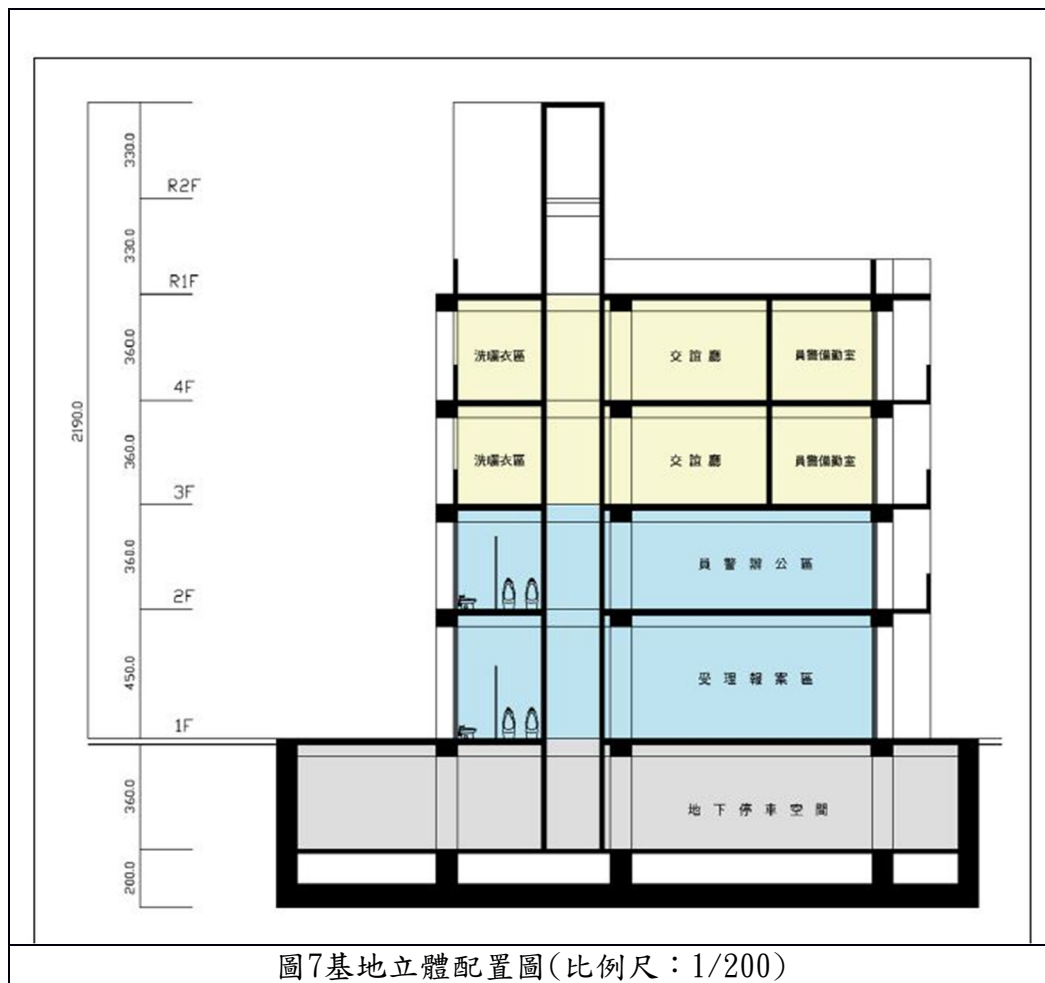 330.0
R2F
330.0
R1F
360.0
洗曬衣區
交誼廳
員警備勤室
4F
2190.0
360.0
洗曬衣區
交誼廳
員警備勤室
3F
360.0
員警辦公區
2F
450.0
受理報案區
1F
360.0
地下停車空間
200.0
圖7基地立體配置圖(比例尺：1/200)